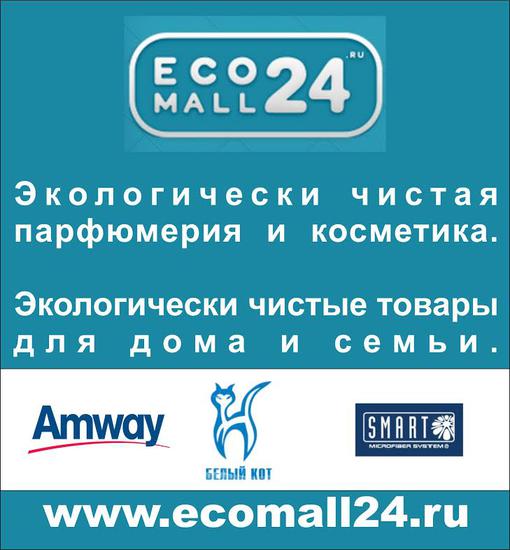 ECO
MALL 24 .RU
Экологически чистая
парфюмерия и косметика.
Экологически чистые товары
для дома и семьи.
Amway
БЕЛЫЙ КОТ
SMART
MICROFIBER SYSTEM®
www.ecomall24.ru